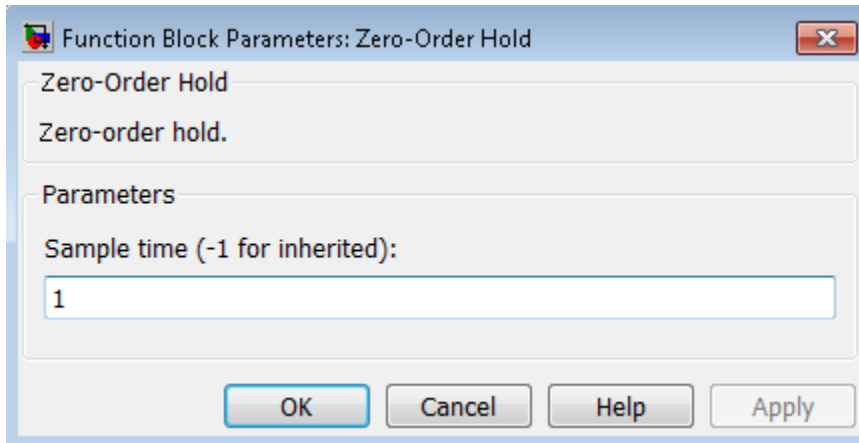 Function Block Parameters: Zero-Order Hold
Zero-Order Hold
Zero-order hold.
Parameters
Sample time (-1 for inherited):
1
OK Cancel Help Apply